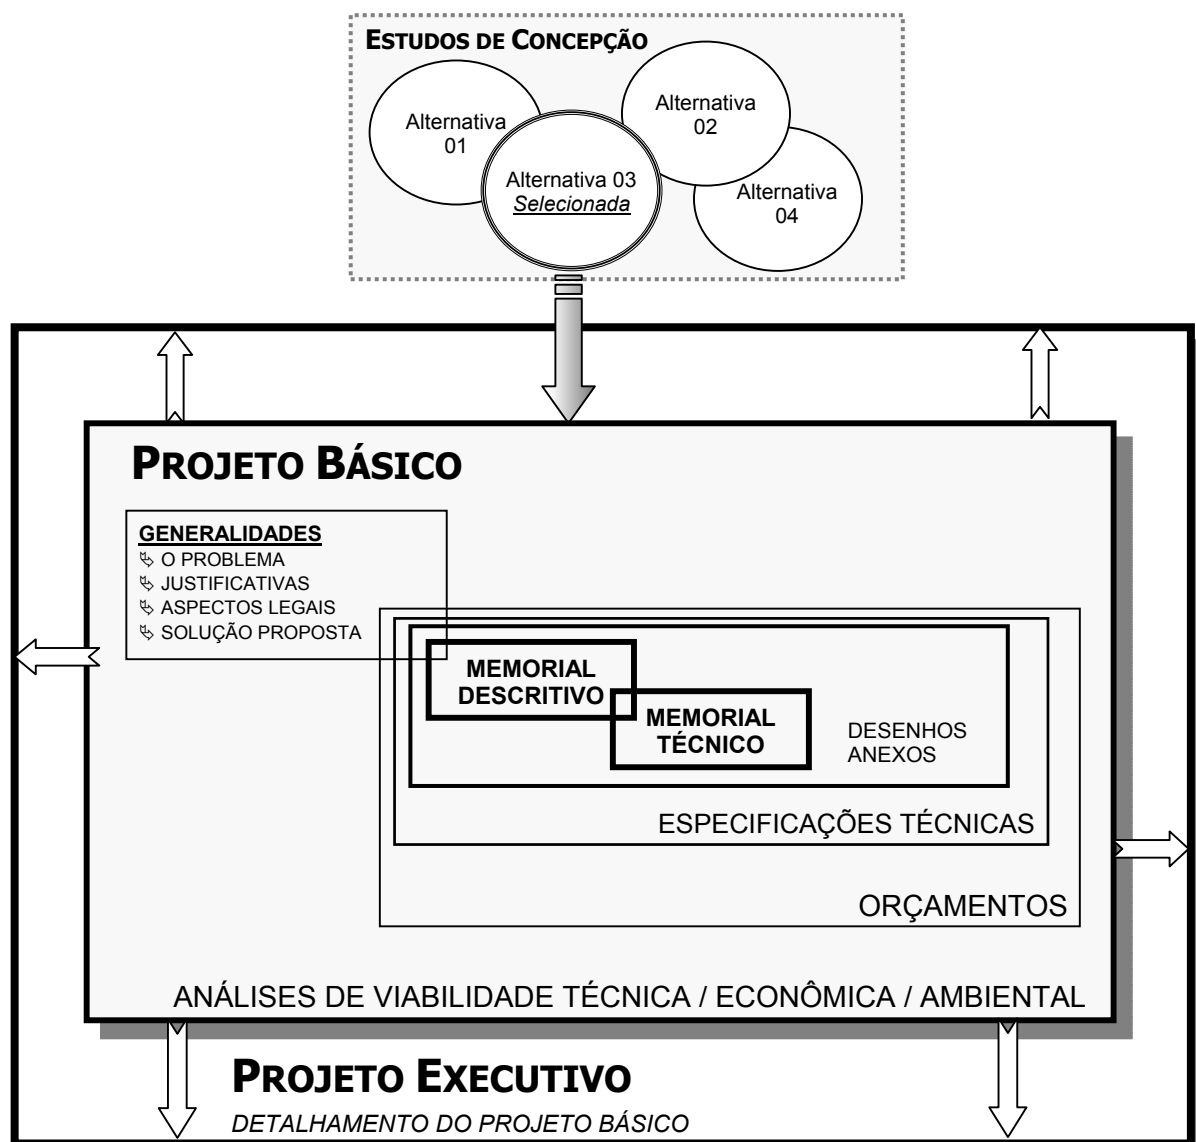 ESTUDOS DE CONCEPÇÃO
Alternativa
01
Alternativa
02
Alternativa 03
Selecionada
Alternativa
04
PROJETO BÁSICO
GENERALIDADES
O PROBLEMA
JUSTIFICATIVAS
ASPECTOS LEGAIS
SOLUÇÃO PROPOSTA
MEMORIAL
DESCRITIVO
MEMORIAL
TÉCNICO
DESENHOS
ANEXOS
ESPECIFICAÇÕES TÉCNICAS
ORÇAMENTOS
ANÁLISES DE VIABILIDADE TÉCNICA / ECONÔMICA / AMBIENTAL
PROJETO EXECUTIVO
DETALHAMENTO DO PROJETO BÁSICO